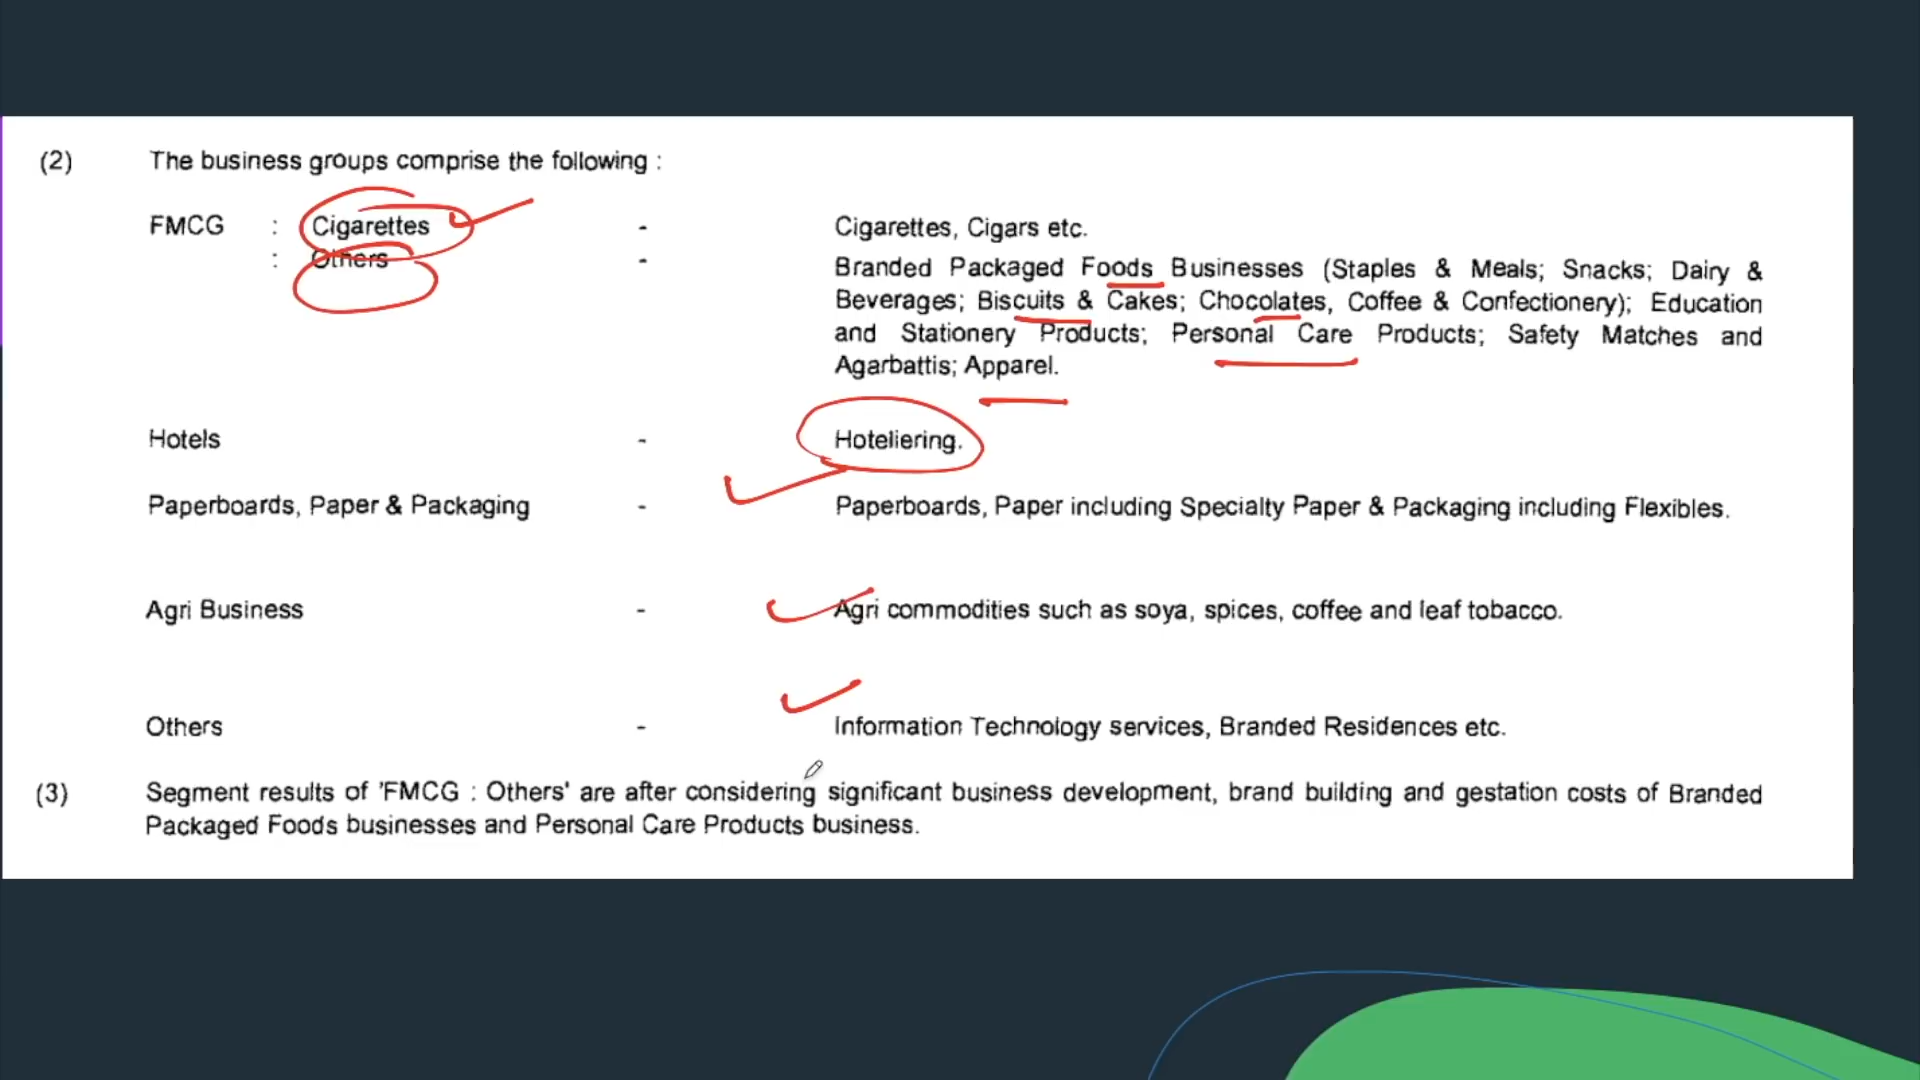 (2) The business groups comprise the following :
FMCG : Cigarettes - Cigarettes, Cigars etc.
: Others - Branded Packaged Foods Businesses (Staples & Meals; Snacks; Dairy &
Beverages; Biscuits & Cakes; Chocolates, Coffee & Confectionery); Education
and Stationery Products; Personal Care Products; Safety Matches and
Agarbattis; Apparel.
Hotels - Hoteliering.
Paperboards, Paper & Packaging - Paperboards, Paper including Specialty Paper & Packaging including Flexibles.
Agri Business - Agri commodities such as soya, spices, coffee and leaf tobacco.
Others - Information Technology services, Branded Residences etc.
(3) Segment results of 'FMCG : Others' are after considering significant business development, brand building and gestation costs of Branded
Packaged Foods businesses and Personal Care Products business.